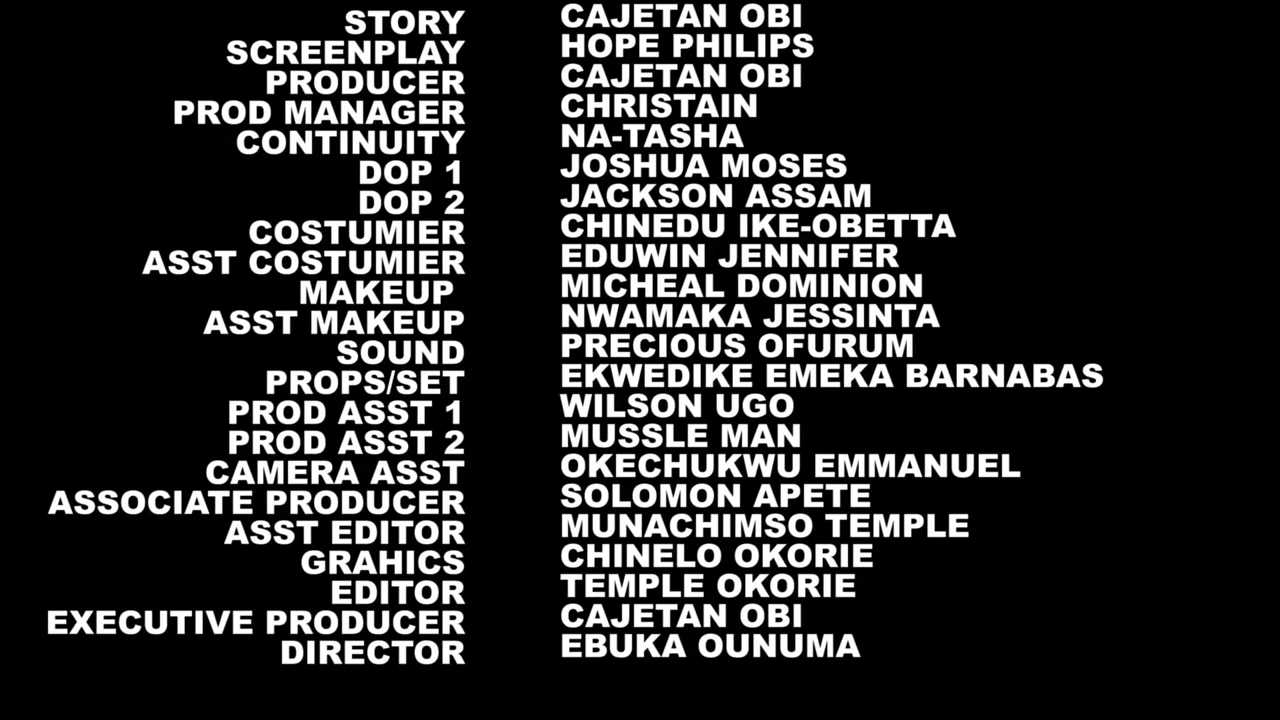 STORY CAJETAN OBI
SCREENPLAY HOPE PHILIPS
PRODUCER CAJETAN OBI
PROD MANAGER CHRISTAIN
CONTINUITY NA-TASHA
DOP 1 JOSHUA MOSES
DOP 2 JACKSON ASSAM
COSTUMIER CHINEDU IKE-OBETTA
ASST COSTUMIER EDUWIN JENNIFER
MAKEUP MICHEAL DOMINION
ASST MAKEUP NWAMAKA JESSINTA
SOUND PRECIOUS OFURUM
PROPS/SET EKWEDIKE EMEKA BARNABAS
PROD ASST 1 WILSON UGO
PROD ASST 2 MUSSLE MAN
CAMERA ASST OKECHUKWU EMMANUEL
ASSOCIATE PRODUCER SOLOMON APETE
ASST EDITOR MUNACHIMSO TEMPLE
GRAHICS CHINELO OKORIE
EDITOR TEMPLE OKORIE
EXECUTIVE PRODUCER CAJETAN OBI
DIRECTOR EBUKA OUNUMA